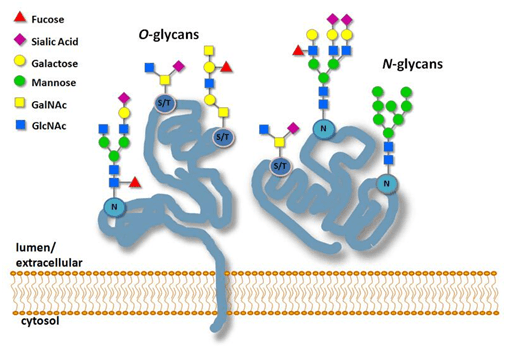 Fucose
Sialic Acid
Galactose
Mannose
GalNAc
GlcNAc
O-glycans
N-glycans
S/T
S/T
N
N
S/T
N
lumen/
extracellular
cytosol